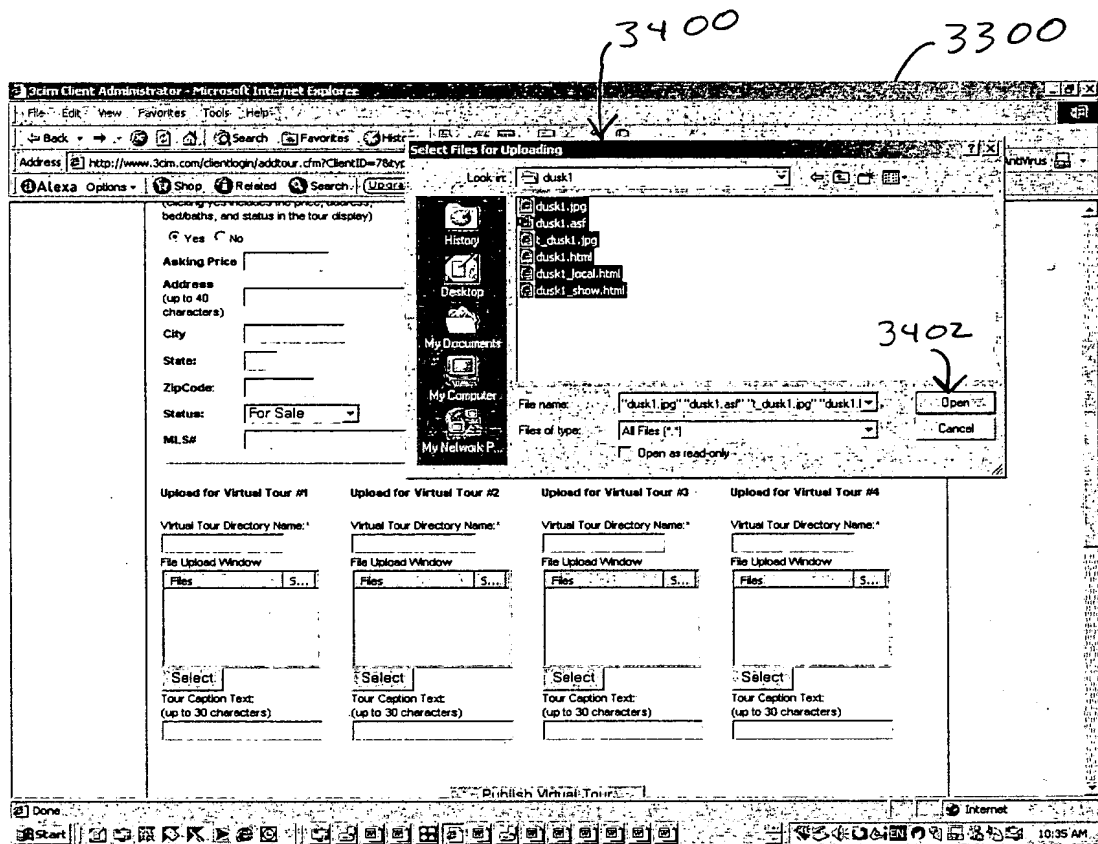 3400
3300
3cim Client Administrator - Microsoft Internet Explorer
File Edit View Favorites Tools Help
Back Search Favorites
Select Files for Uploading
Address http://www.3cim.com/clientlogin/addtour.cfm?ClientID=78
Look in: dusk1
AntiVirus
Alexa Options Shop Related Search
bed/baths, and status in the tour display)
Yes No
Asking Price
Address
(up to 40
characters)
City
State:
ZipCode:
Status: For Sale
MLS#
History
Desktop
My Documents
My Computer
My Network P...
dusk1.jpg
dusk1.asf
t_dusk1.jpg
dusk1.html
dusk1_local.html
dusk1_show.html
3402
File name: "dusk1.jpg" "dusk1.asf" "t_dusk1.jpg" "dusk1.
Open
Files of type: All Files (*.*)
Cancel
Open as read-only
Upload for Virtual Tour #1 Upload for Virtual Tour #2 Upload for Virtual Tour #3 Upload for Virtual Tour #4
Virtual Tour Directory Name:* Virtual Tour Directory Name:* Virtual Tour Directory Name:* Virtual Tour Directory Name:*
File Upload Window File Upload Window File Upload Window File Upload Window
Files S... Files S... Files S... Files S...
Select Select Select Select
Tour Caption Text: Tour Caption Text: Tour Caption Text: Tour Caption Text:
(up to 30 characters) (up to 30 characters) (up to 30 characters) (up to 30 characters)
Publish Virtual Tour
Done Internet
Start 10:35 AM